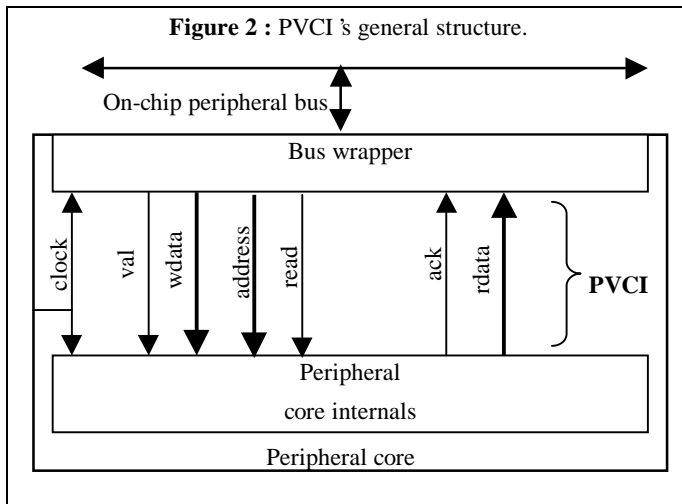 Figure 2 : PVCI 's general structure.
On-chip peripheral bus
Bus wrapper
clock
val
wdata
address
read
ack
rdata
PVCI
Peripheral
core internals
Peripheral core